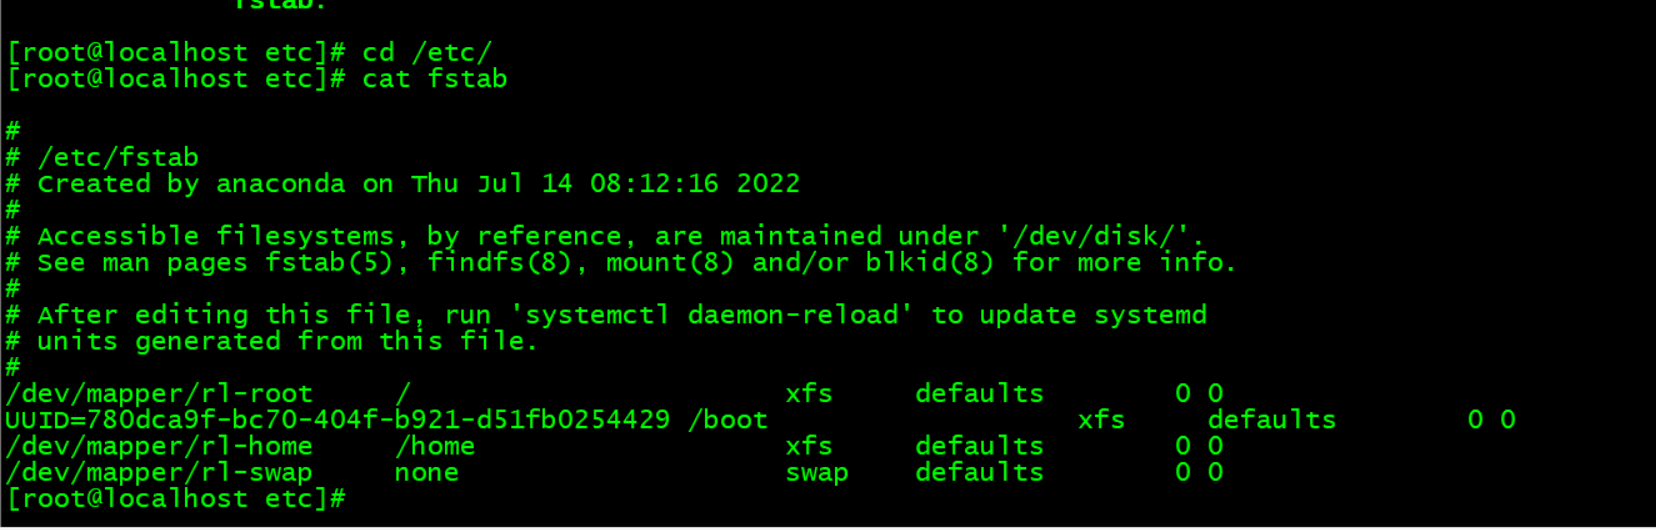 fstab.
[root@localhost etc]# cd /etc/
[root@localhost etc]# cat fstab
#
# /etc/fstab
# Created by anaconda on Thu Jul 14 08:12:16 2022
#
# Accessible filesystems, by reference, are maintained under '/dev/disk/'.
# See man pages fstab(5), findfs(8), mount(8) and/or blkid(8) for more info.
#
# After editing this file, run 'systemctl daemon-reload' to update systemd
# units generated from this file.
#
/dev/mapper/rl-root     /                       xfs     defaults        0 0
UUID=780dca9f-bc70-404f-b921-d51fb0254429 /boot                   xfs     defaults        0 0
/dev/mapper/rl-home     /home                   xfs     defaults        0 0
/dev/mapper/rl-swap     none                    swap    defaults        0 0
[root@localhost etc]#